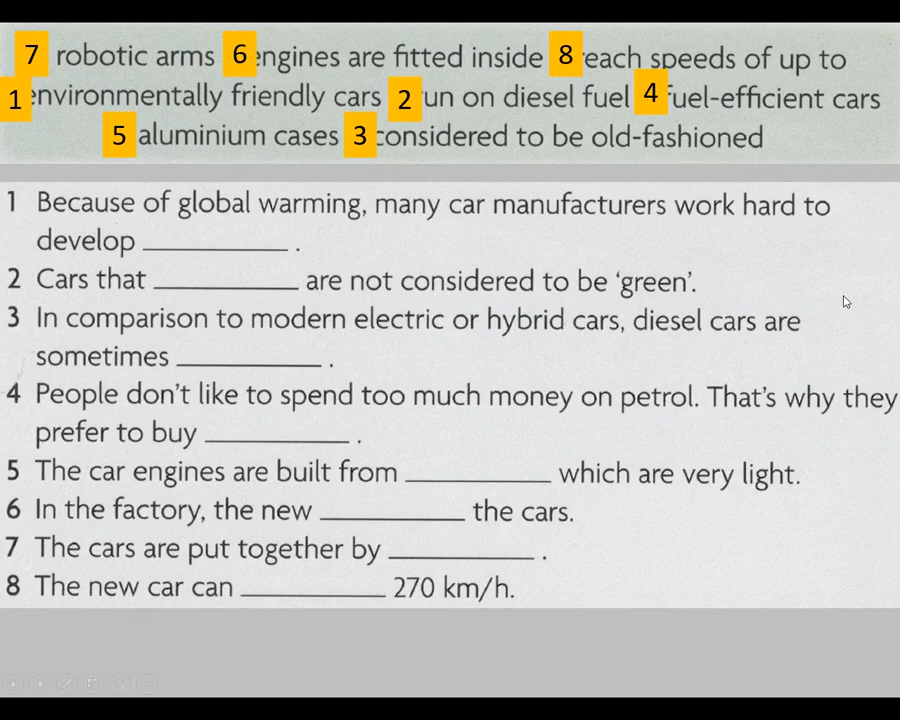 7 robotic arms 6 engines are fitted inside 8 reach speeds of up to
1 environmentally friendly cars 2 run on diesel fuel 4 fuel-efficient cars
5 aluminium cases 3 considered to be old-fashioned
1 Because of global warming, many car manufacturers work hard to
develop __________ .
2 Cars that __________ are not considered to be ‘green’.
3 In comparison to modern electric or hybrid cars, diesel cars are
sometimes __________ .
4 People don’t like to spend too much money on petrol. That’s why they
prefer to buy __________ .
5 The car engines are built from __________ which are very light.
6 In the factory, the new __________ the cars.
7 The cars are put together by __________ .
8 The new car can __________ 270 km/h.